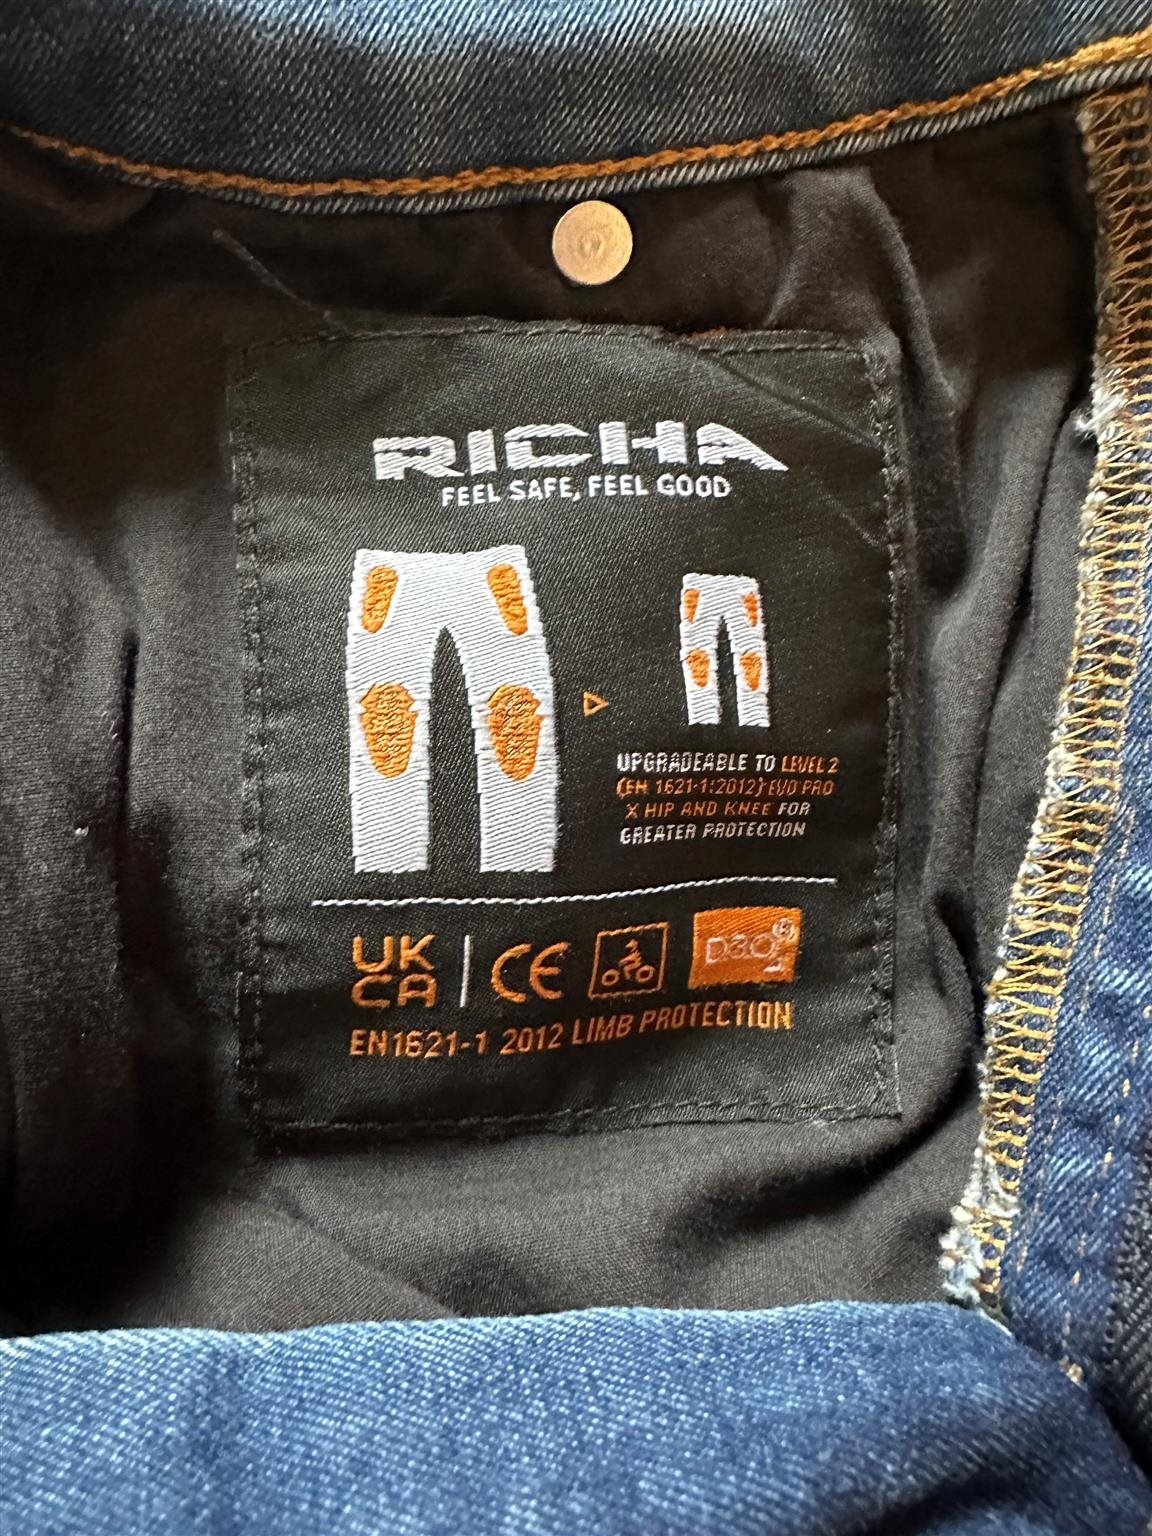 RICHA
FEEL SAFE, FEEL GOOD
UPGRADEABLE TO LEVEL 2
(EN 1621-1:2012) EVO PRO
X HIP AND KNEE FOR
GREATER PROTECTION
UK
CA
CE
D3O®
EN1621-1 2012 LIMB PROTECTION